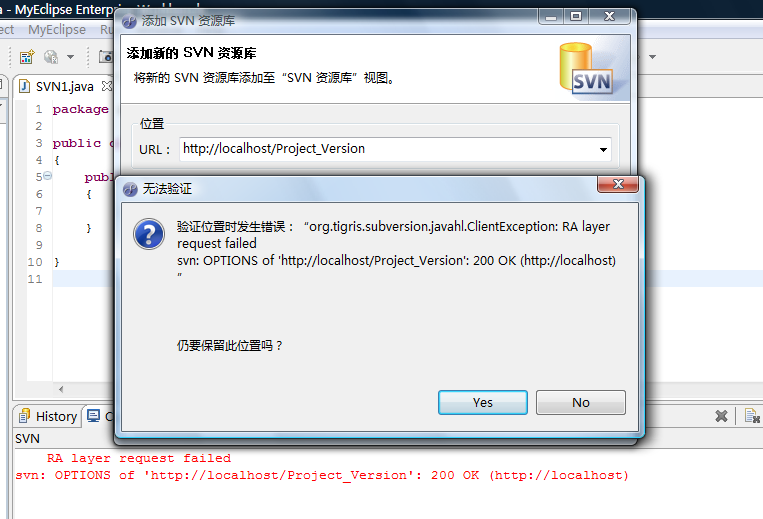 a - MyEclipse Enterprise Workbench
添加 SVN 资源库
ect MyEclipse Ru
添加新的 SVN 资源库
将新的 SVN 资源库添加至“SVN 资源库”视图。
SVN
SVN1.java
位置
URL： http://localhost/Project_Version
1 package
2
3 public c
4 {
5 pub
6 {
7
8 }
9
10 }
11
无法验证
验证位置时发生错误：“org.tigris.subversion.javahl.ClientException: RA layer
request failed
svn: OPTIONS of 'http://localhost/Project_Version': 200 OK (http://localhost)
”
仍要保留此位置吗？
Yes No
History C
SVN
RA layer request failed
svn: OPTIONS of 'http://localhost/Project_Version': 200 OK (http://localhost)